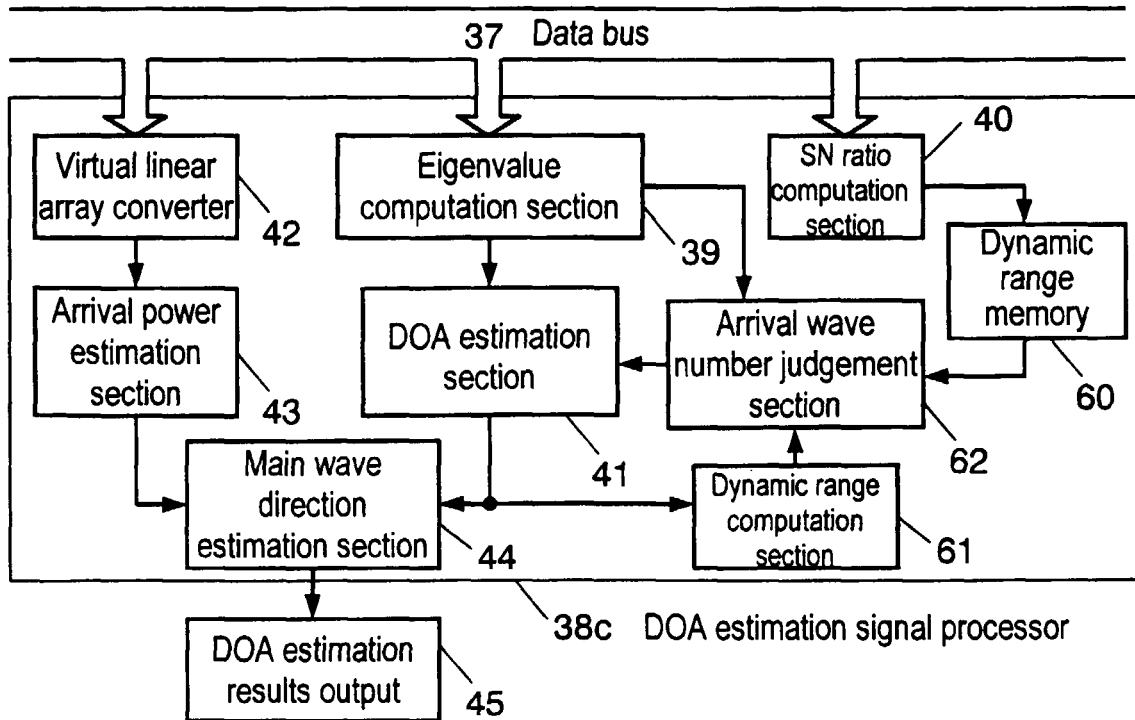 37 Data bus
Virtual linear
array converter
42
Eigenvalue
computation section
39
SN ratio
computation
section
40
Dynamic
range
memory
60
Arrival power
estimation
section
43
DOA estimation
section
41
Arrival wave
number judgement
section
62
Main wave
direction
estimation section
44
Dynamic range
computation
section
61
38c DOA estimation signal processor
DOA estimation
results output
45